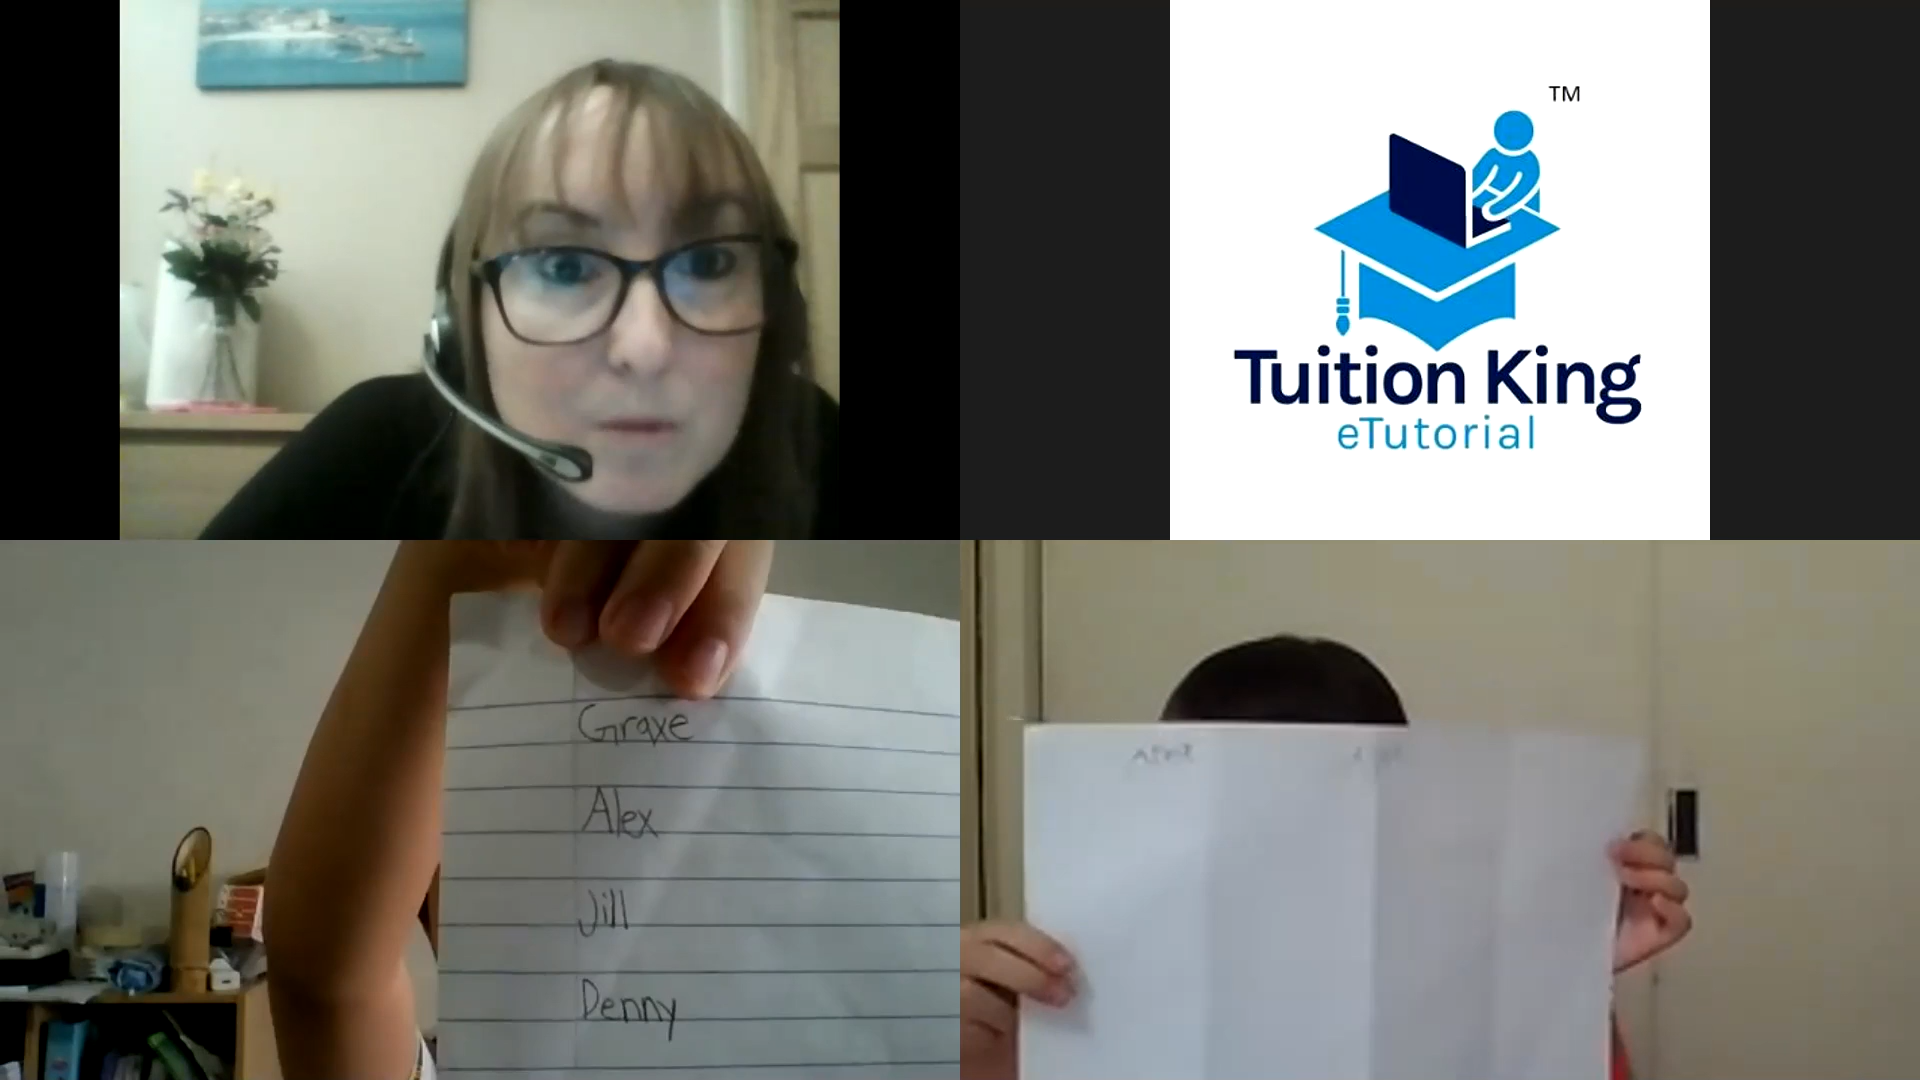 TM
Tuition King
eTutorial
Graxe
Alex
Jill
Denny